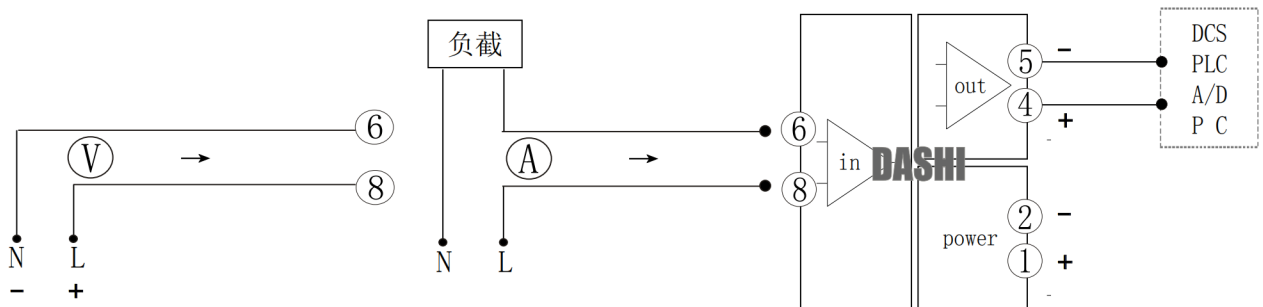 负截
DCS
PLC
A/D
P C
5 -
out
4 +
6
V
8
N L
- +
A
N L
6
in
8
DASHI
2 -
power
1 +